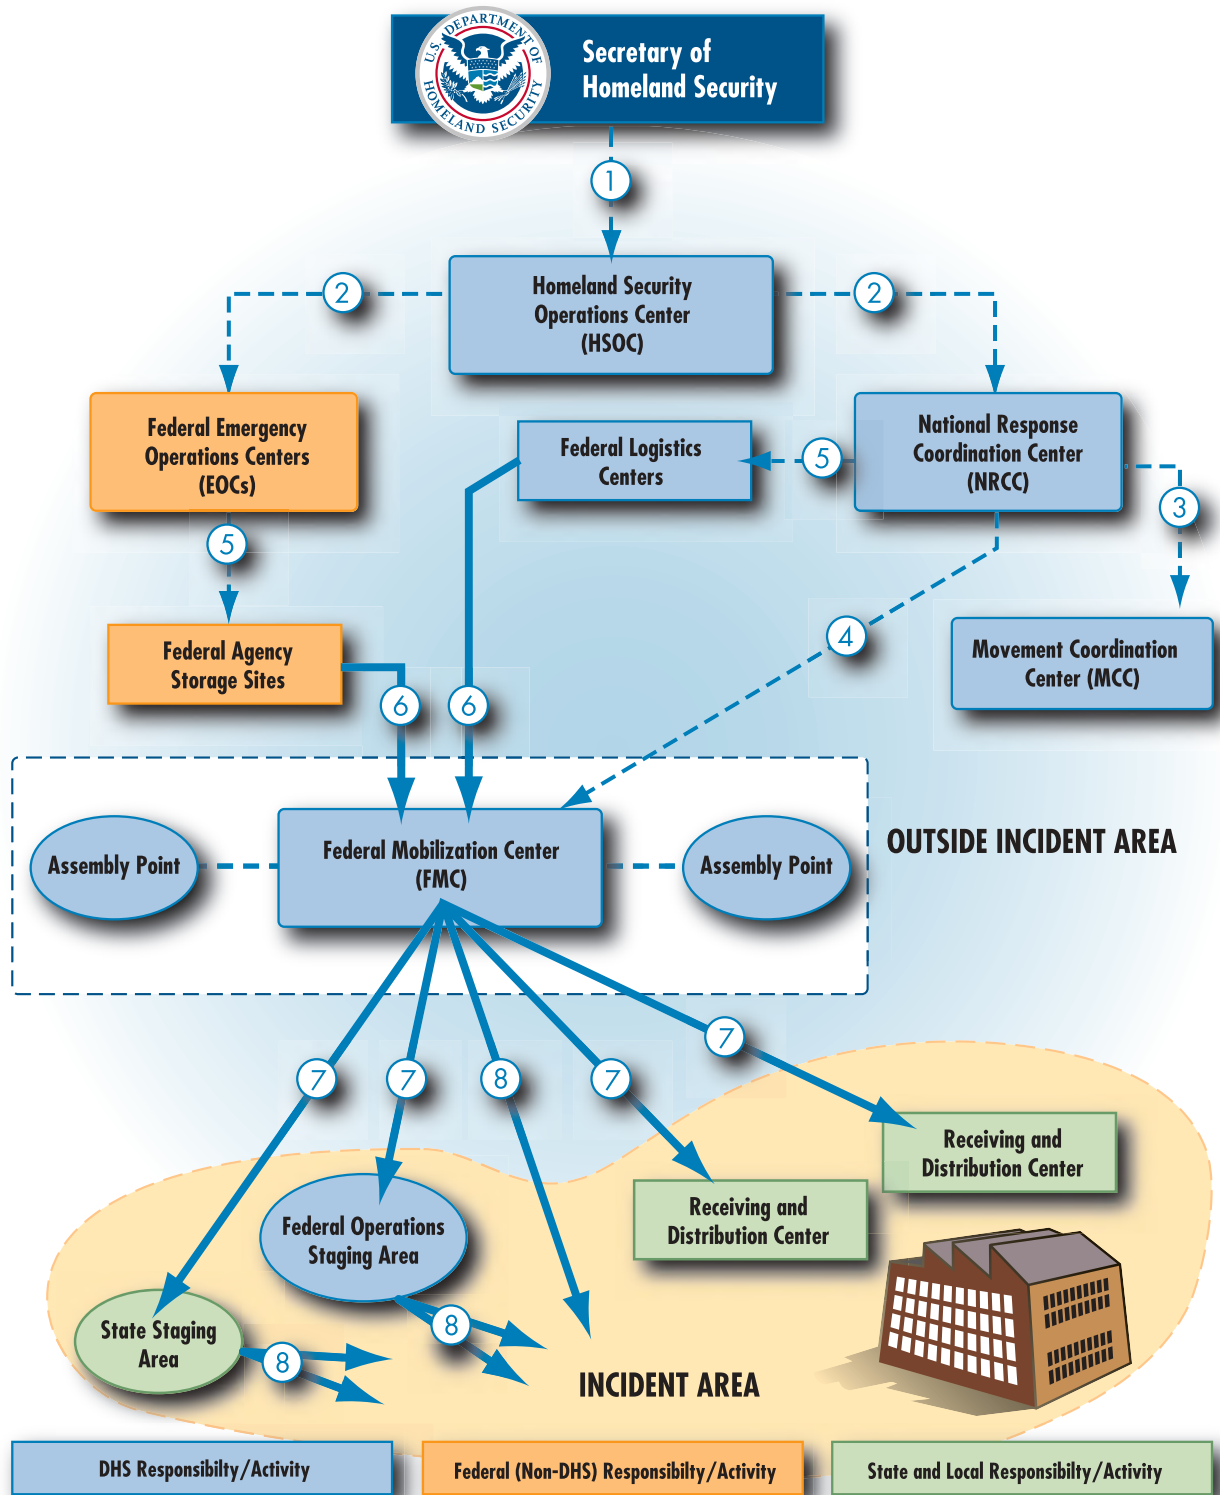 U.S. DEPARTMENT OF
HOMELAND SECURITY
Secretary of
Homeland Security
1
Homeland Security
Operations Center
(HSOC)
2
2
Federal Emergency
Operations Centers
(EOCs)
Federal Logistics
Centers
5
National Response
Coordination Center
(NRCC)
3
5
4
Federal Agency
Storage Sites
Movement Coordination
Center (MCC)
6
6
Assembly Point
Federal Mobilization Center
(FMC)
Assembly Point
OUTSIDE INCIDENT AREA
7
7
8
7
7
Receiving and
Distribution Center
Receiving and
Distribution Center
Federal Operations
Staging Area
State Staging
Area
8
8
INCIDENT AREA
DHS Responsibilty/Activity
Federal (Non-DHS) Responsibilty/Activity
State and Local Responsibilty/Activity